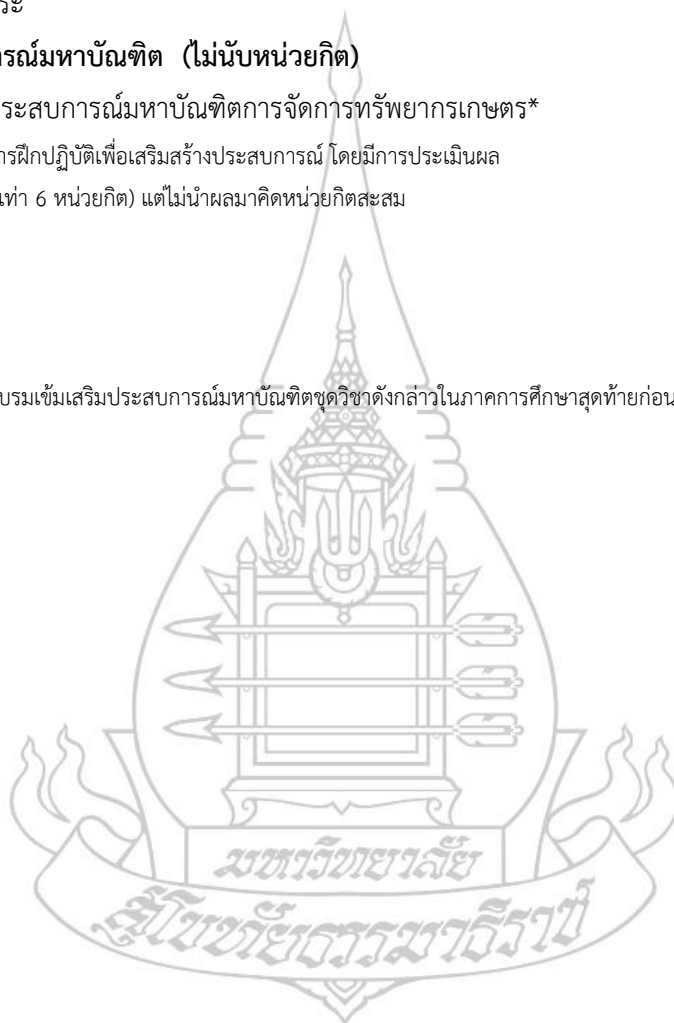 ระ
รณ์มหาบัณฑิต (ไม่นับหน่วยกิต)
ประสบการณ์มหาบัณฑิตการจัดการทรัพยากรเกษตร*
ารฝึกปฏิบัติเพื่อเสริมสร้างประสบการณ์ โดยมีการประเมินผล
นเท่า 6 หน่วยกิต) แต่ไม่นำผลมาคิดหน่วยกิตสะสม
บรมเข้มเสริมประสบการณ์มหาบัณฑิตชุดวิชาดังกล่าวในภาคการศึกษาสุดท้ายก่อน
มหาวิทยาลัย
สุโขทัยธรรมาธิราช